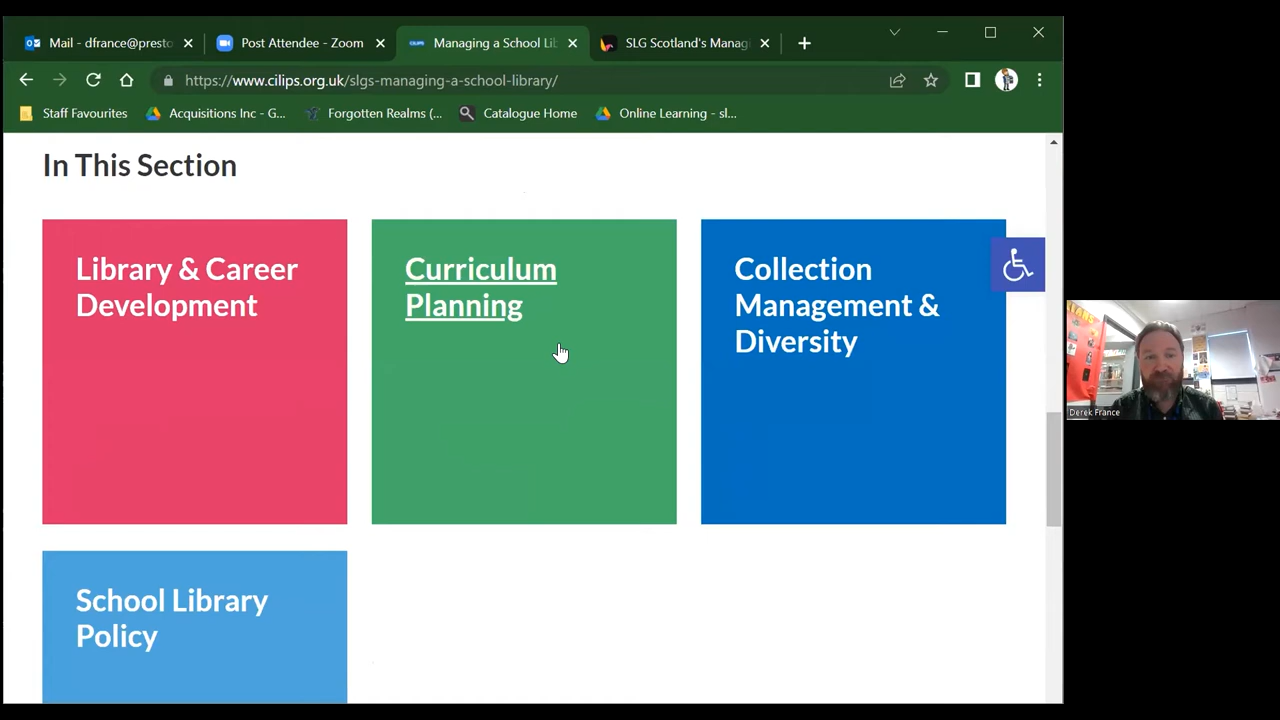 Mail - dfrance@presto
Post Attendee - Zoom
CILIPS
Managing a School Lib
SLG Scotland's Manag
https://www.cilips.org.uk/slgs-managing-a-school-library/
Staff Favourites
Acquisitions Inc - G...
Forgotten Realms (...
Catalogue Home
Online Learning - sl...
In This Section
Library & Career
Development
Curriculum
Planning
Collection
Management &
Diversity
School Library
Policy
Derek France